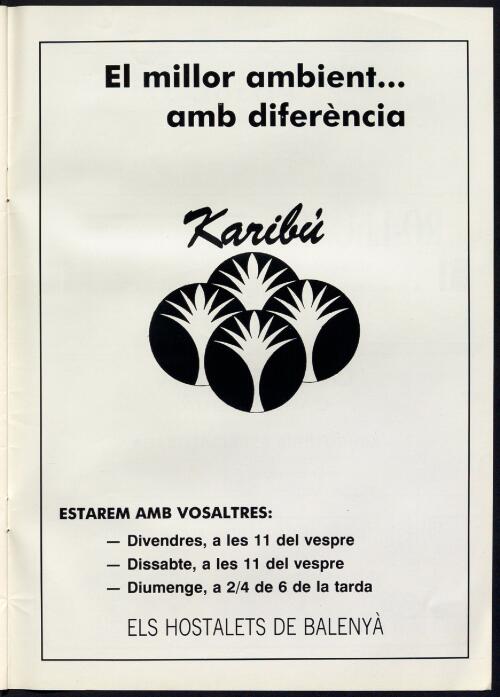 El millor ambient...
amb diferència
Karibú
ESTAREM AMB VOSALTRES:
— Divendres, a les 11 del vespre
— Dissabte, a les 11 del vespre
— Diumenge, a 2/4 de 6 de la tarda
ELS HOSTALETS DE BALENYÀ